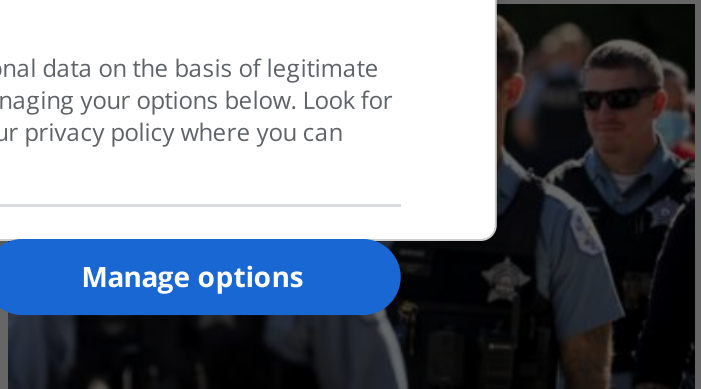 onal data on the basis of legitimate
naging your options below. Look for
ur privacy policy where you can
Manage options